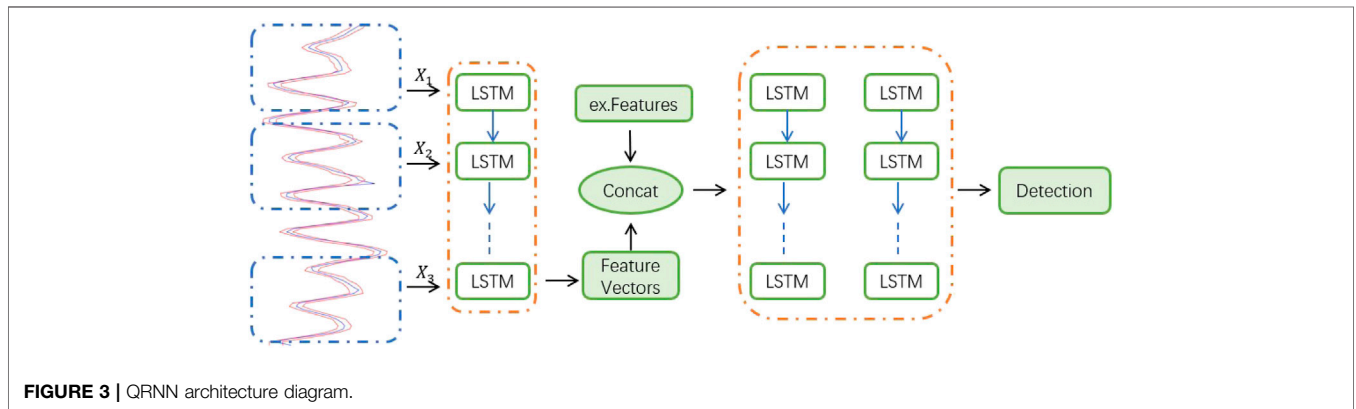 X₁
X₂
X₃
LSTM
LSTM
LSTM
ex.Features
Concat
Feature
Vectors
LSTM
LSTM
LSTM
LSTM
LSTM
LSTM
Detection
FIGURE 3 | QRNN architecture diagram.